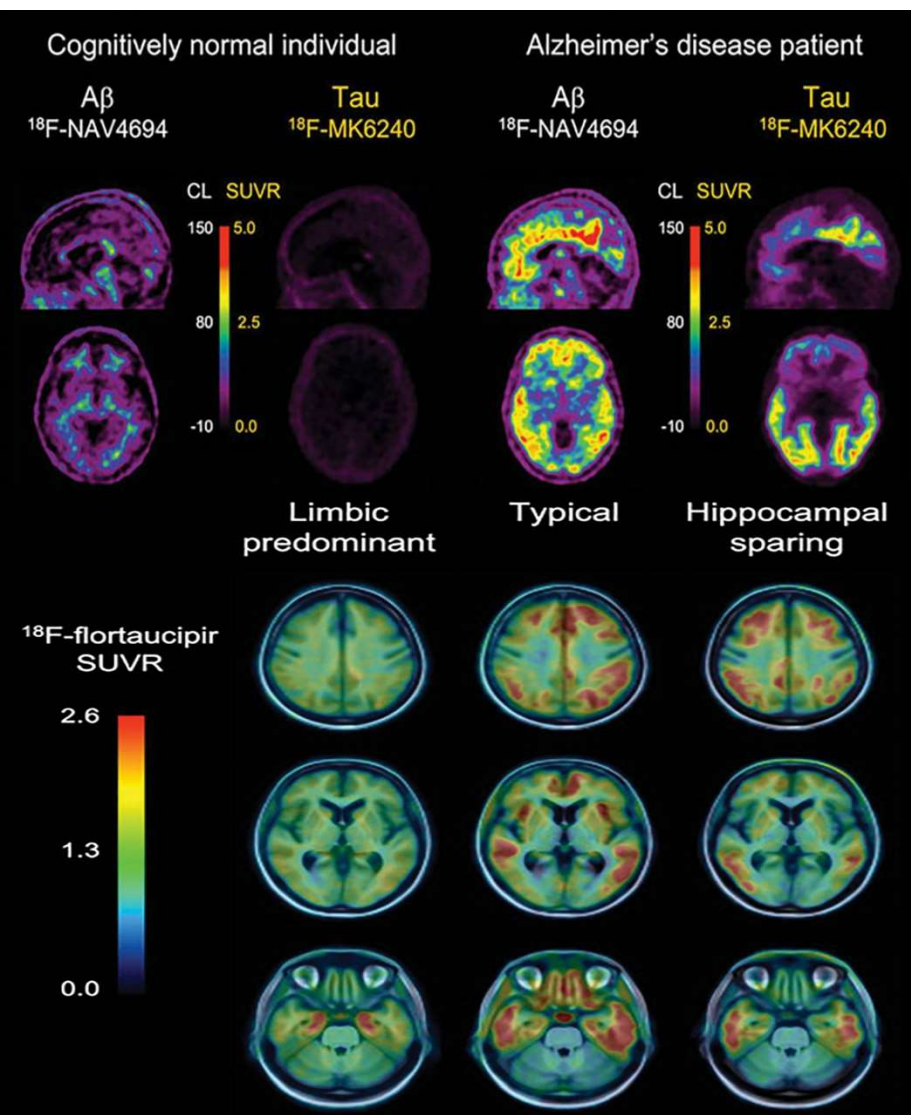 Cognitively normal individual
Alzheimer's disease patient
Aβ
¹⁸F-NAV4694
Tau
¹⁸F-MK6240
Aβ
¹⁸F-NAV4694
Tau
¹⁸F-MK6240
CL SUVR
150 5.0
80 2.5
-10 0.0
CL SUVR
150 5.0
80 2.5
-10 0.0
Limbic
predominant
Typical
Hippocampal
sparing
¹⁸F-flortaucipir
SUVR
2.6
1.3
0.0